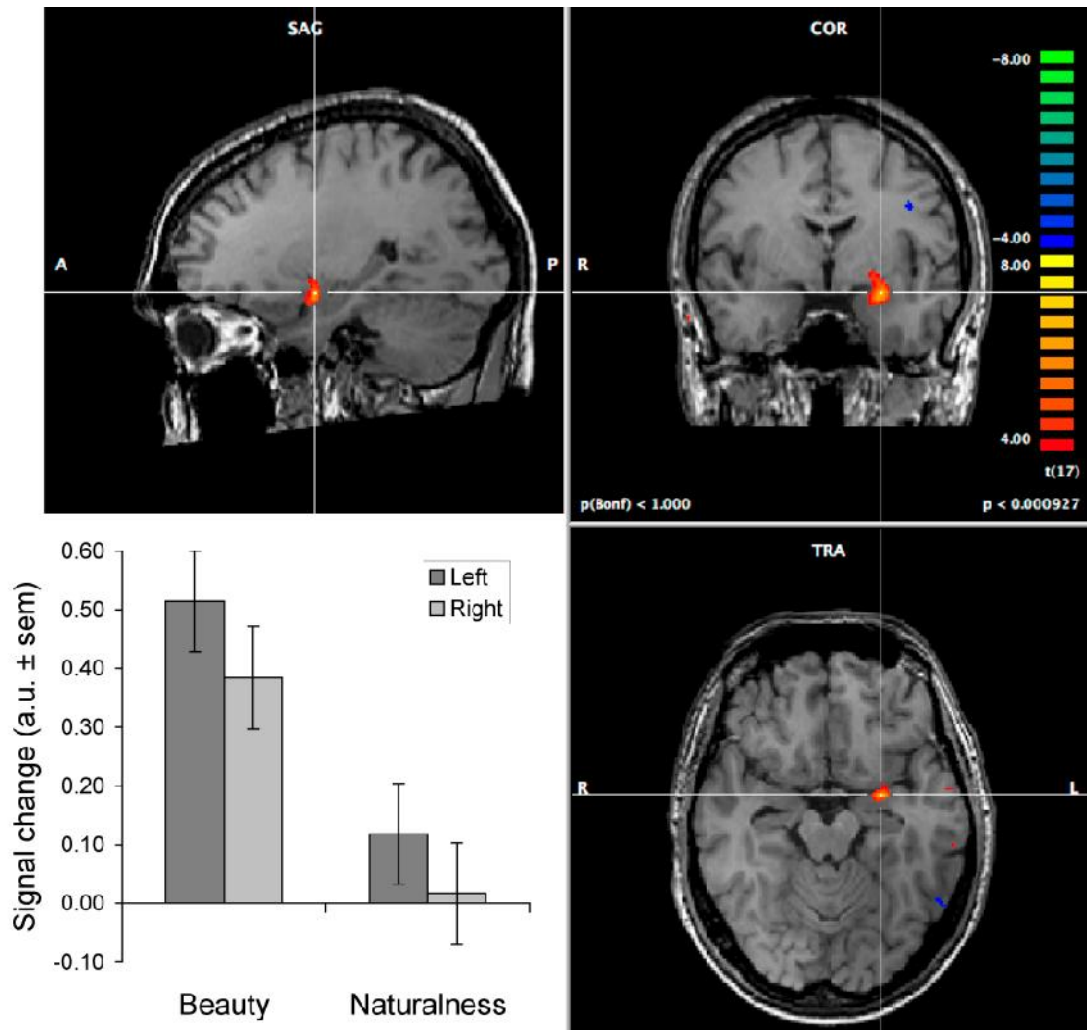 SAG
A
P
COR
R
-8.00
-4.00
8.00
4.00
t(17)
p(Bonf) < 1.000
p < 0.000927
Signal change (a.u. ± sem)
0.60
0.50
0.40
0.30
0.20
0.10
0.00
-0.10
Left
Right
Beauty
Naturalness
TRA
R
L